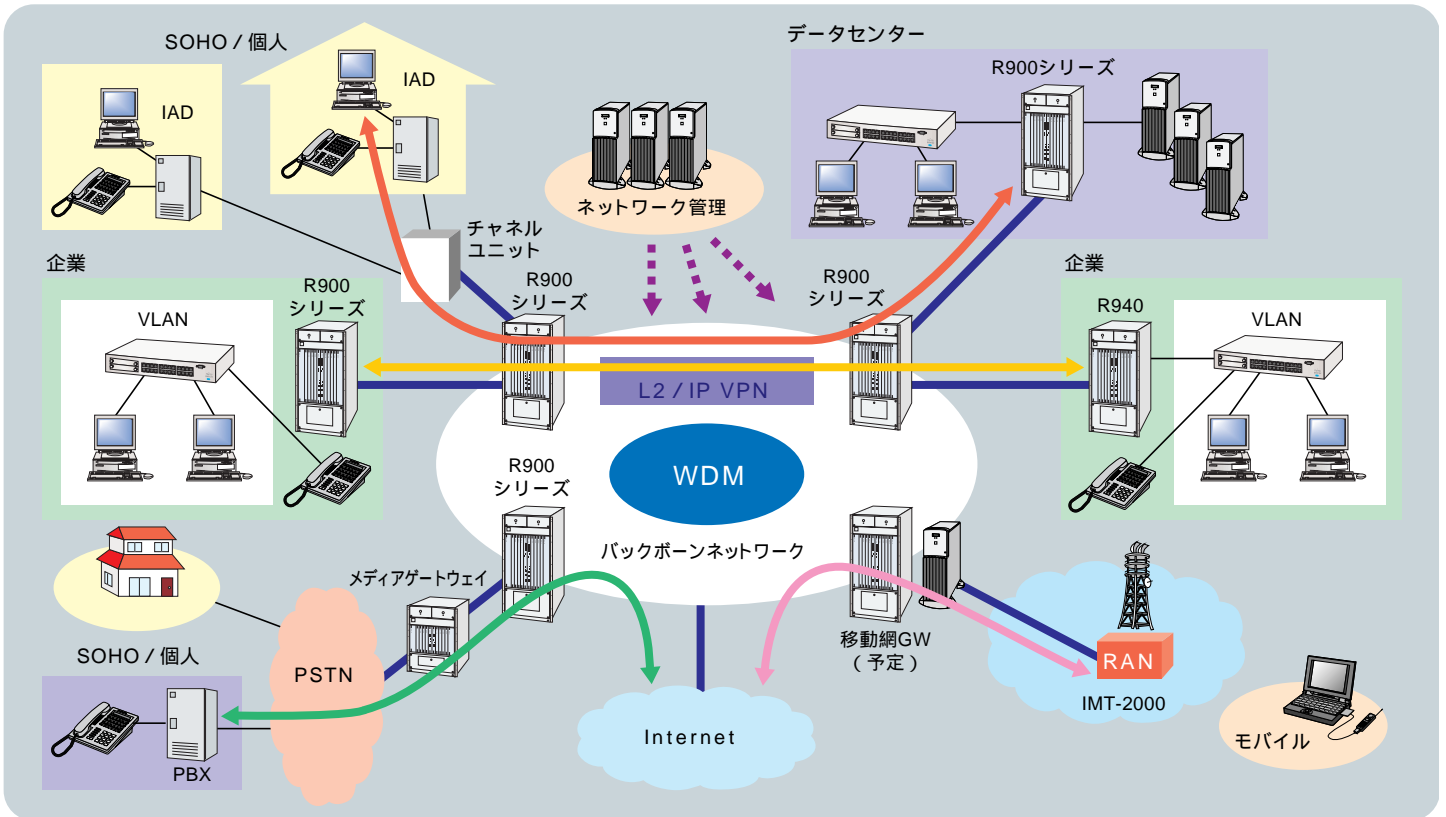 SOHO / 個人
IAD
IAD
データセンター
R900シリーズ
ネットワーク管理
チャネル
ユニット
企業
VLAN
R900
シリーズ
R900
シリーズ
R900
シリーズ
企業
R940
VLAN
L2 / IP VPN
WDM
R900
シリーズ
バックボーンネットワーク
メディアゲートウェイ
移動網GW
(予定)
RAN
IMT-2000
SOHO / 個人
PSTN
PBX
Internet
モバイル